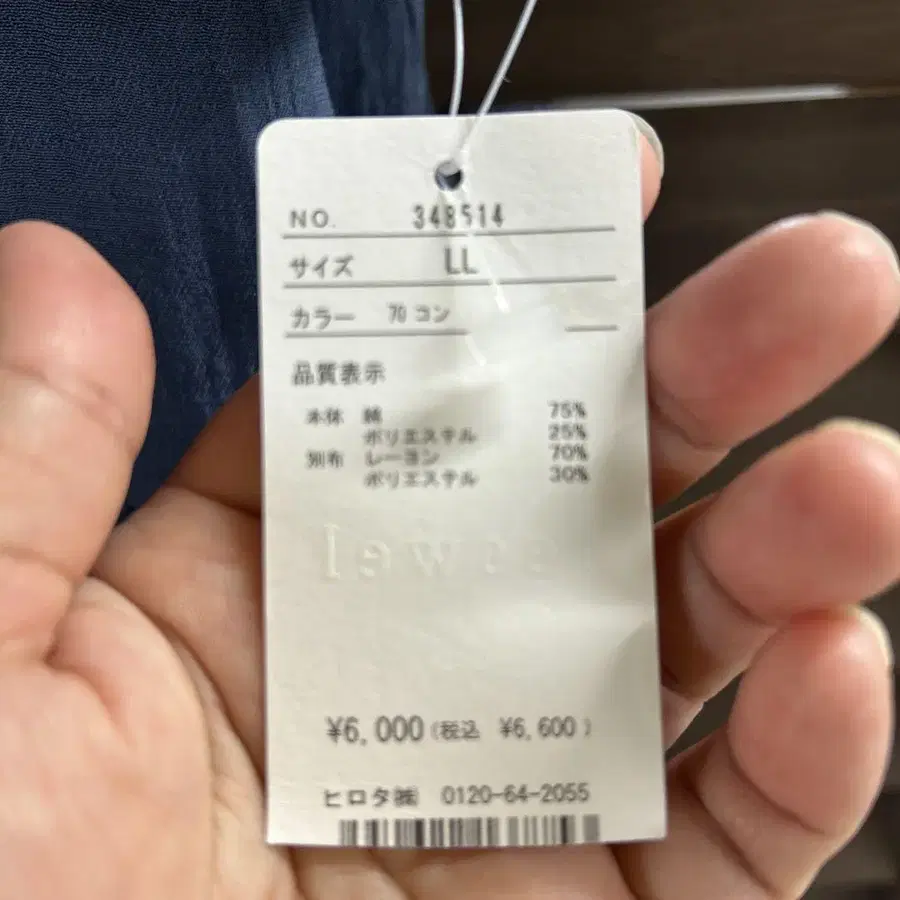 NO. 348514
サイズ LL
カラー 70 コン
品質表示
本体 綿 75%
ポリエステル 25%
別布 レーヨン 70%
ポリエステル 30%
¥6,000 (税込 ¥6,600 )
ヒロタ㈱ 0120-64-2055